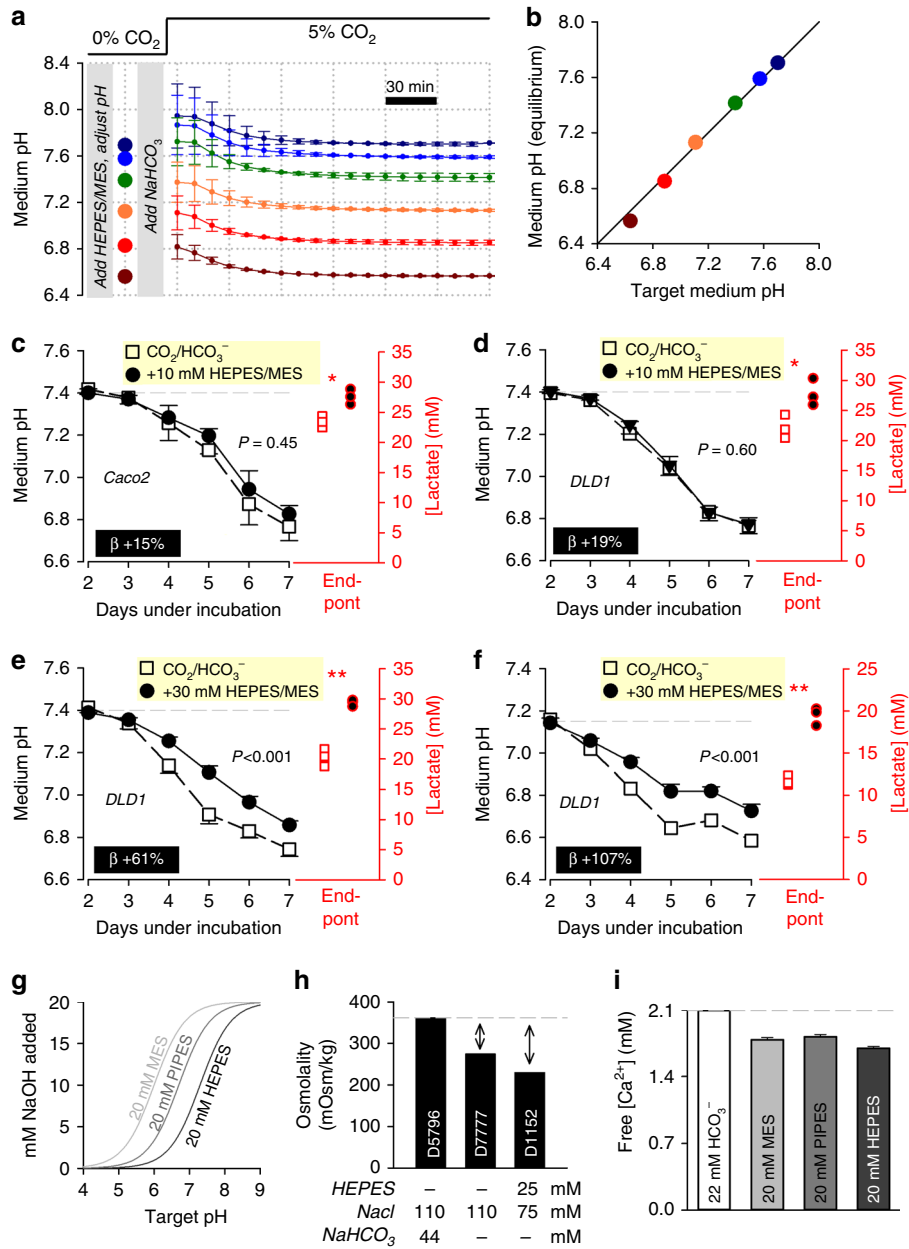 a
0% CO2
5% CO2
30 min
Medium pH
8.0
7.6
7.2
6.8
6.4
Add HEPES/MES, adjust pH
Add NaHCO3
b
Medium pH (equilibrium)
8.0
7.6
7.2
6.8
6.4
6.4 6.8 7.2 7.6 8.0
Target medium pH
c
CO2/HCO3−
+10 mM HEPES/MES
Medium pH
7.6
7.4
7.2
7.0
6.8
6.6
P = 0.45
Caco2
β +15%
2 3 4 5 6 7
Days under incubation
*
35
30
25
20
15
10
5
0
[Lactate] (mM)
End-
pont
d
CO2/HCO3−
+10 mM HEPES/MES
Medium pH
7.6
7.4
7.2
7.0
6.8
6.6
P = 0.60
DLD1
β +19%
2 3 4 5 6 7
Days under incubation
*
35
30
25
20
15
10
5
0
[Lactate] (mM)
End-
pont
e
CO2/HCO3−
+30 mM HEPES/MES
Medium pH
7.6
7.4
7.2
7.0
6.8
6.6
P<0.001
DLD1
β +61%
2 3 4 5 6 7
Days under incubation
**
35
30
25
20
15
10
5
0
[Lactate] (mM)
End-
pont
f
CO2/HCO3−
+30 mM HEPES/MES
Medium pH
7.4
7.2
7.0
6.8
6.6
6.4
P<0.001
DLD1
β +107%
2 3 4 5 6 7
Days under incubation
**
25
20
15
10
5
0
[Lactate] (mM)
End-
pont
g
mM NaOH added
20
15
10
5
0
20 mM MES
20 mM PIPES
20 mM HEPES
4 5 6 7 8 9
Target pH
h
Osmolality
(mOsm/kg)
400
300
200
100
0
D5796
D7777
D1152
HEPES – – 25 mM
Nacl 110 110 75 mM
NaHCO3 44 – – mM
i
Free [Ca2+] (mM)
2.1
1.4
0.7
0
22 mM HCO3−
20 mM MES
20 mM PIPES
20 mM HEPES